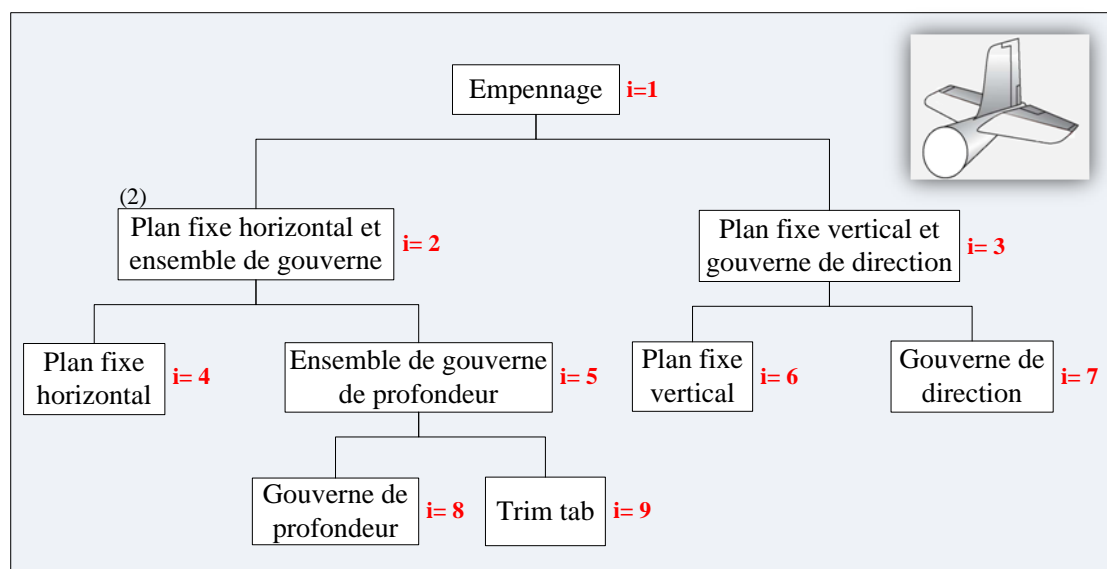 Empennage
i=1
(2)
Plan fixe horizontal et
ensemble de gouverne
i= 2
Plan fixe vertical et
gouverne de direction
i= 3
Plan fixe
horizontal
i= 4
Ensemble de gouverne
de profondeur
i= 5
Plan fixe
vertical
i= 6
Gouverne de
direction
i= 7
Gouverne de
profondeur
i= 8
Trim tab
i= 9